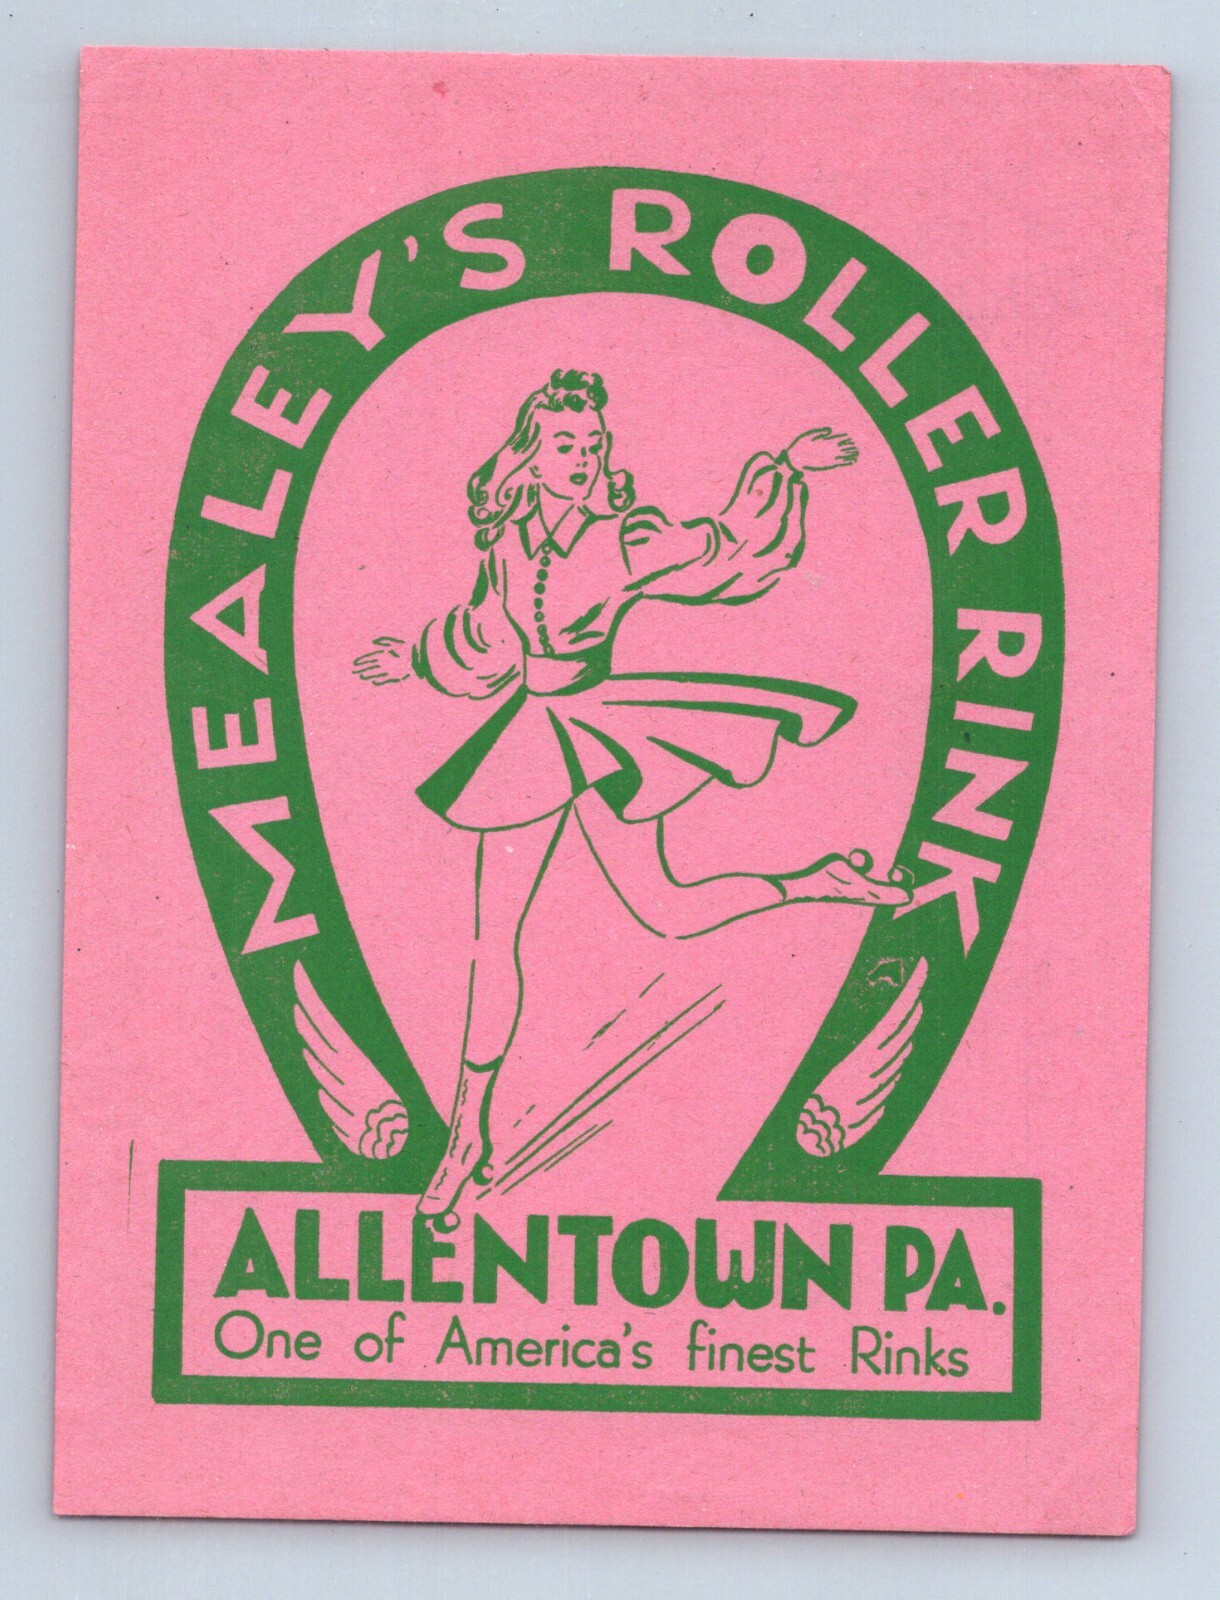 MEALEY'S ROLLER RINK
ALLENTOWN PA.
One of America's finest Rinks